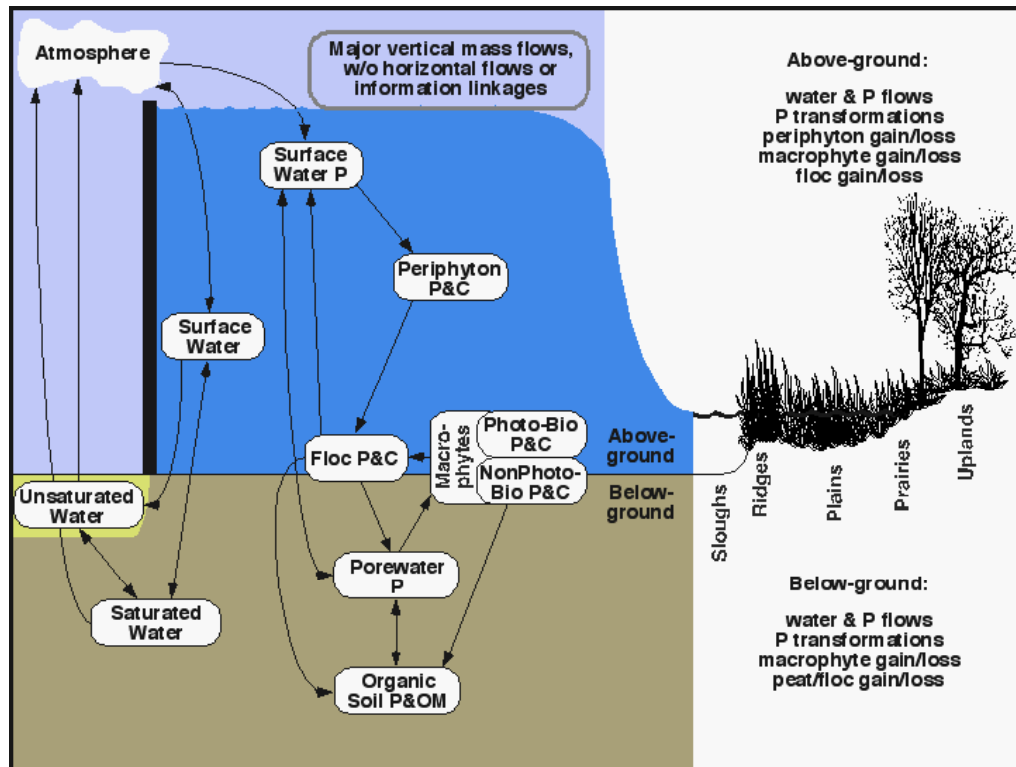 Atmosphere
Major vertical mass flows,
w/o horizontal flows or
information linkages
Above-ground:
water & P flows
P transformations
periphyton gain/loss
macrophyte gain/loss
floc gain/loss
Surface
Water P
Periphyton
P&C
Surface
Water
Floc P&C
Macro-
phytes
Photo-Bio
P&C
NonPhoto-
Bio P&C
Above-
ground
Below-
ground
Sloughs
Ridges
Plains
Prairies
Uplands
Unsaturated
Water
Porewater
P
Saturated
Water
Organic
Soil P&OM
Below-ground:
water & P flows
P transformations
macrophyte gain/loss
peat/floc gain/loss